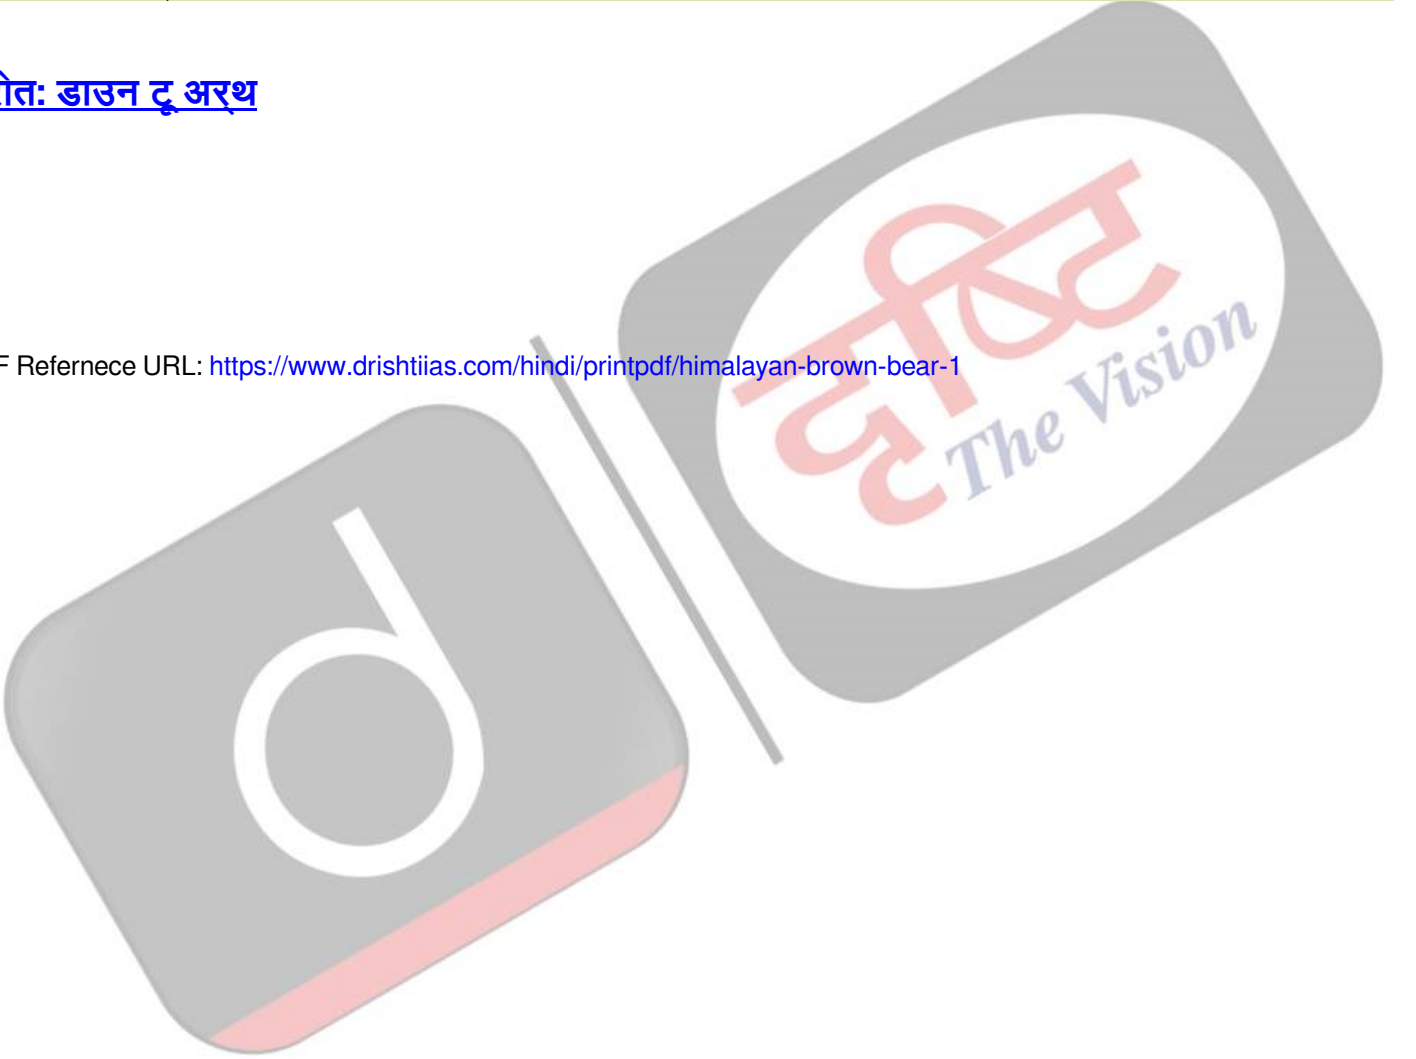 रोत: डाउन टू अर्थ
दृष्टि
The Vision
F Refernece URL: https://www.drishtiias.com/hindi/printpdf/himalayan-brown-bear-1
d